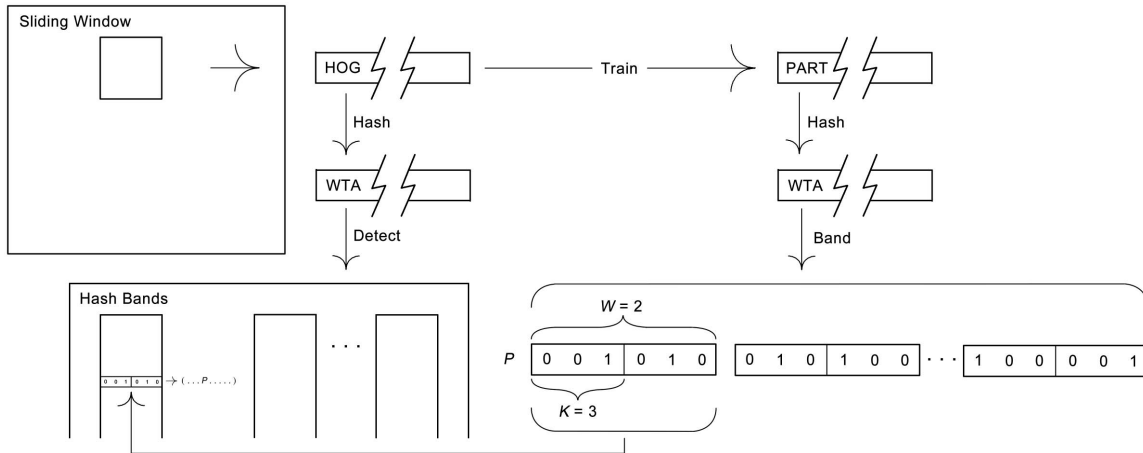 Sliding Window
HOG
Train
PART
Hash
Hash
WTA
WTA
Detect
Band
Hash Bands
W = 2
P 0 0 1 0 1 0 0 1 0 1 0 0 ... 1 0 0 0 0 1
0 0 1 0 1 0 → (...P.....)
K = 3
...